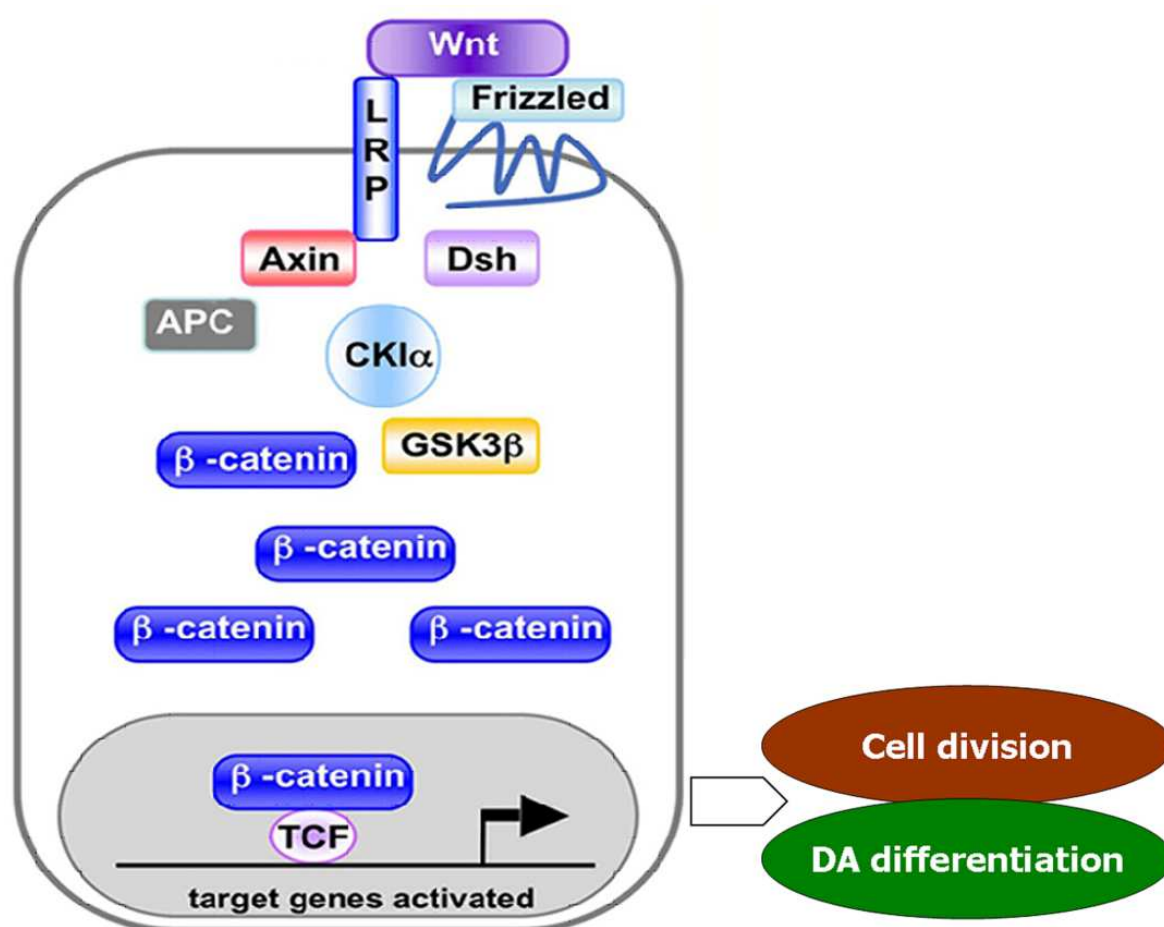 Wnt
Frizzled
L
R
P
Axin
Dsh
APC
CKIα
GSK3β
β -catenin
β -catenin
β -catenin
β -catenin
β -catenin
TCF
target genes activated
Cell division
DA differentiation